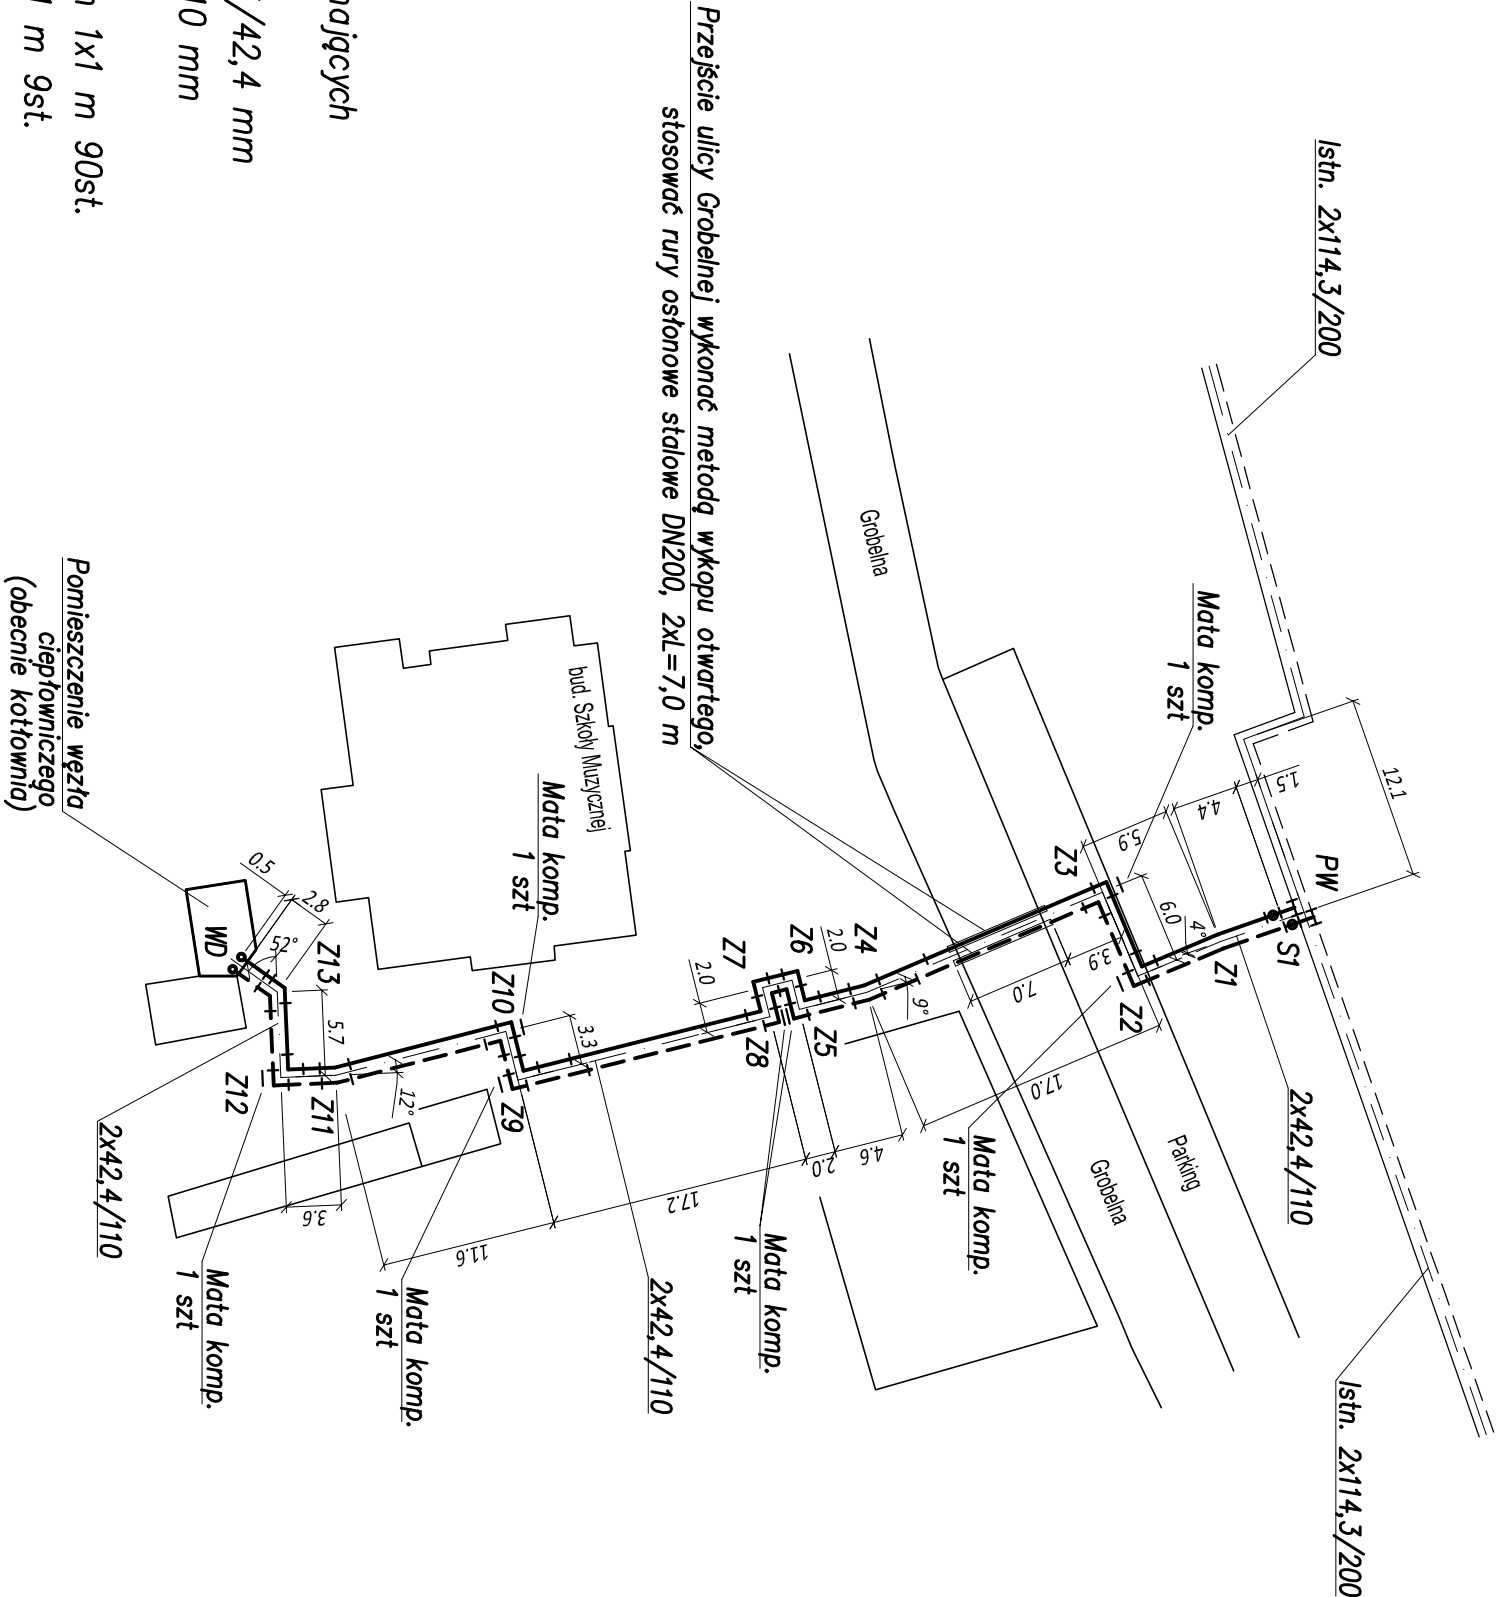 Istn. 2x114,3/200
Przejście ulicy Grobelnej wykonać metodą wykopu otwartego,
stosować rury osłonowe stalowe DN200, 2xL=7,0 m
Grobelna
Mata komp.
1 szt
12.1
1.5
4.4
5.9
6.0
4°
PW
S1
Z1
Z2
Z3
3.9
7.0
17.0
Parking
Grobelna
2x42,4/110
Istn. 2x114,3/200
Mata komp.
1 szt
9°
Z4
2.0
Z5
Z6
Z7
2.0
Z8
4.6
2.0
17.2
Mata komp.
1 szt
2x42,4/110
bud. Szkoły Muzycznej
Mata komp.
1 szt
3.3
Z10
Z9
11.6
12°
Mata komp.
1 szt
Z11
Z12
3.6
5.7
Mata komp.
1 szt
2x42,4/110
Z13
52°
2.8
0.5
WD
Pomieszczenie węzła
ciepłowniczego
(obecnie kotłownia)
/42,4 mm
mm
1x1 m 90st.
m 9st.